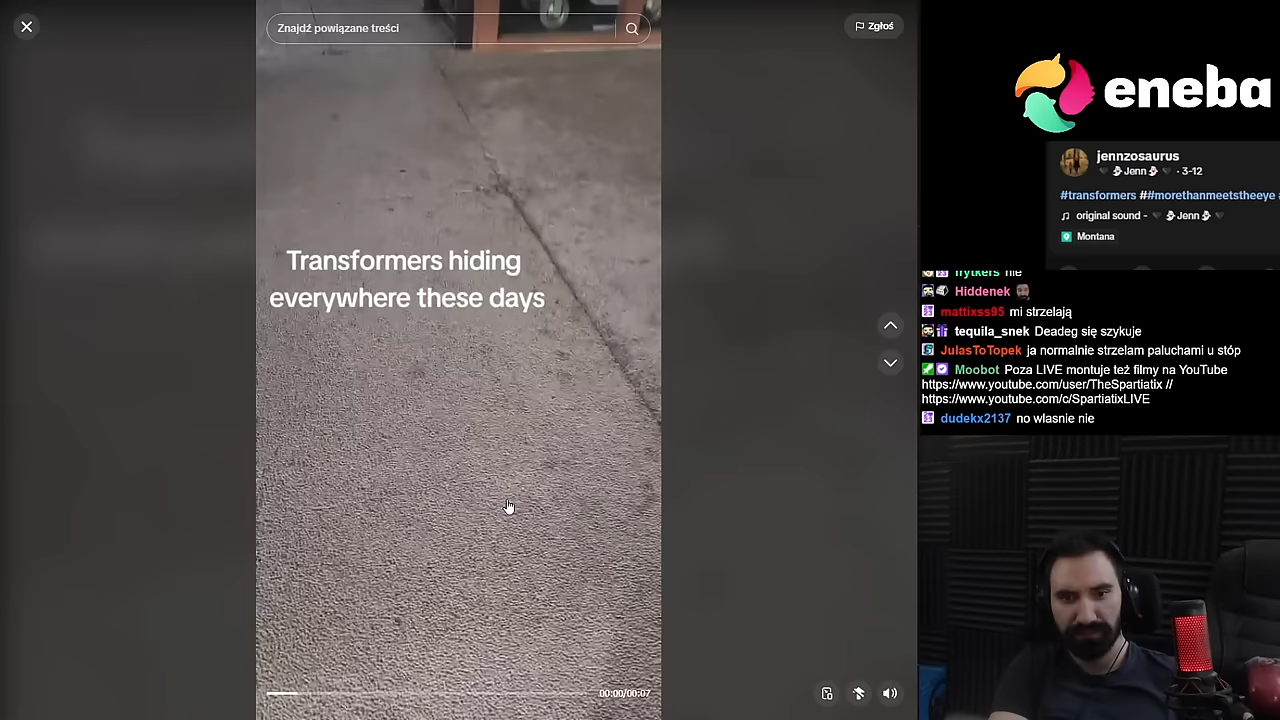 Znajdź powiązane treści
Zgłoś
Transformers hiding
everywhere these days
00:00/00:07
eneba
jennzosaurus
Jenn · 3-12
#transformers ##morethanmeetstheeye
original sound - Jenn
Montana
frytkers nie
Hiddenek
mattixss95 mi strzelają
tequila_snek Deadeg się szykuje
JulasToTopek ja normalnie strzelam paluchami u stóp
Moobot Poza LIVE montuje też filmy na YouTube
https://www.youtube.com/user/TheSpartiatix //
https://www.youtube.com/c/SpartiatixLIVE
dudekx2137 no wlasnie nie